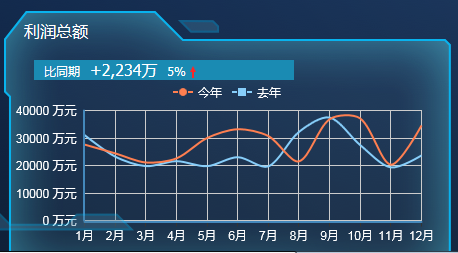 利润总额
比同期 +2,234万 5% ↑
今年 去年
40000 万元
30000 万元
20000 万元
10000 万元
0 万元
1月 2月 3月 4月 5月 6月 7月 8月 9月 10月 11月 12月